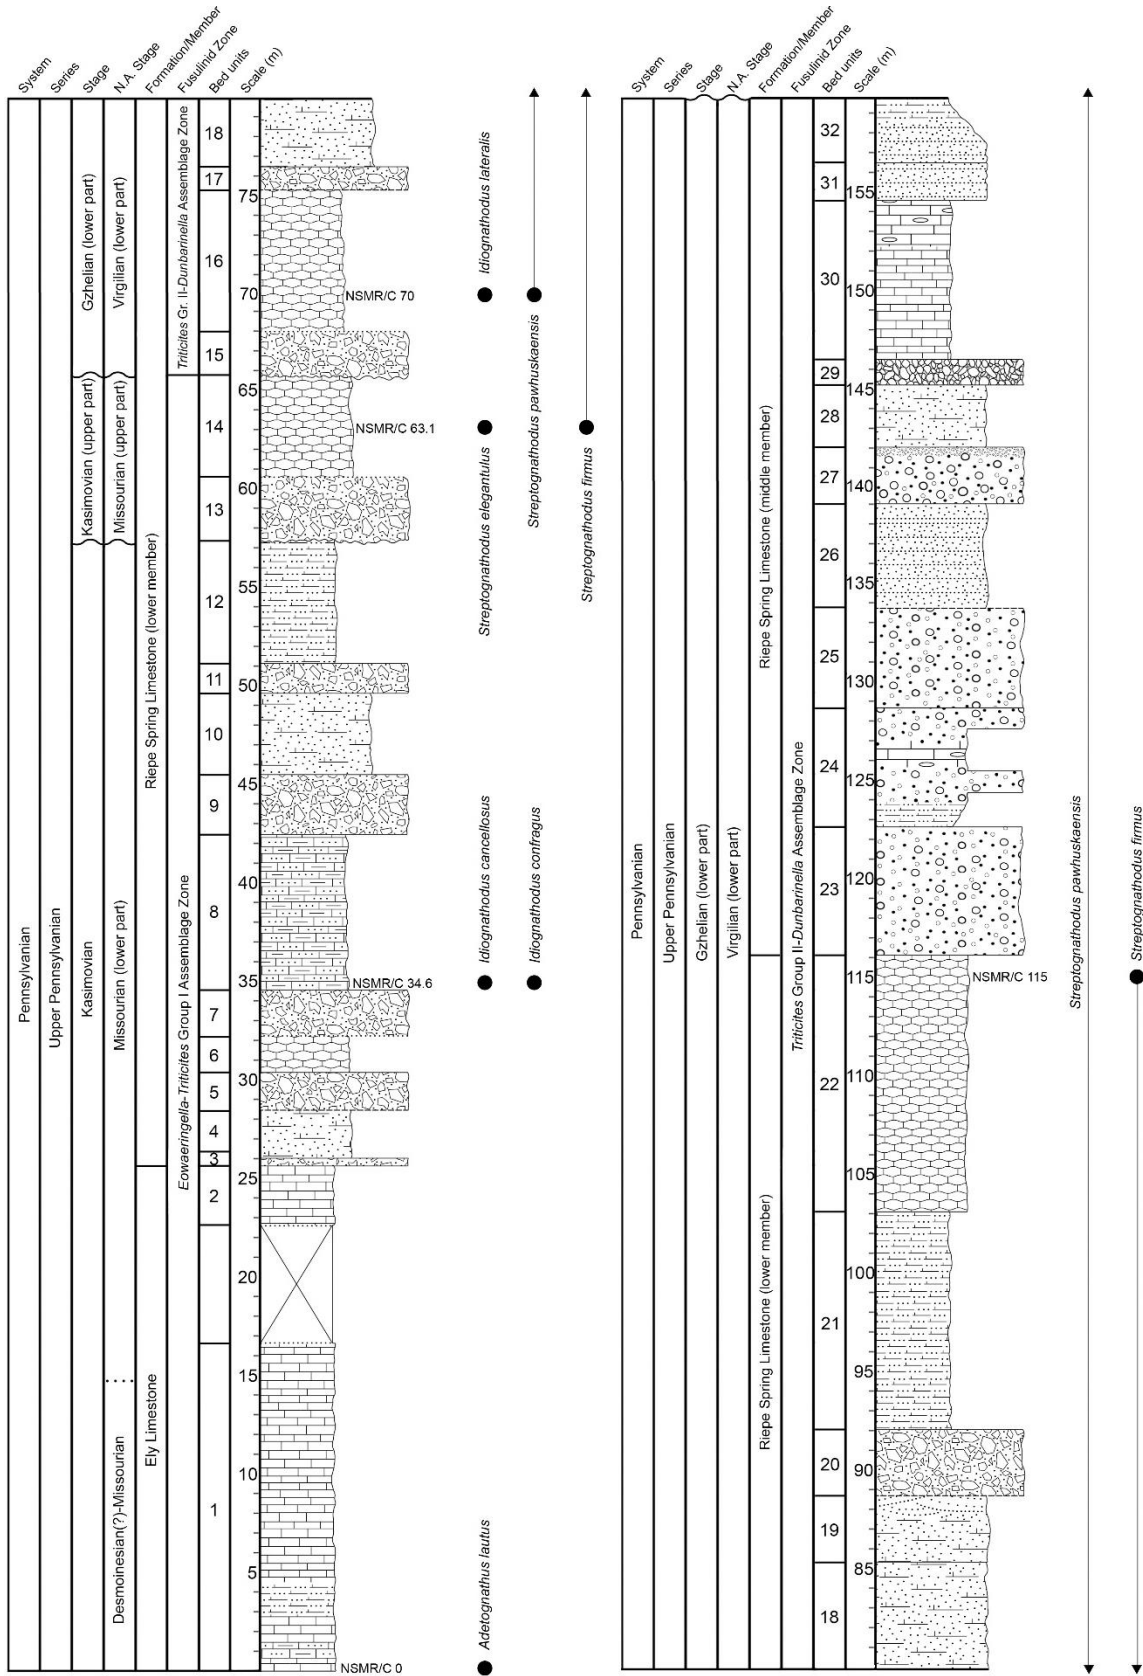 System
Series
Stage
N.A. Stage
Formation/Member
Fusulinid Zone
Bed units
Scale (m)
Pennsylvanian
Upper Pennsylvanian
Gzhelian (lower part)
Kasimovian (upper part)
Kasimovian
Virgilian (lower part)
Missourian (upper part)
Missourian (lower part)
Desmoinesian(?)-Missourian
Riepe Spring Limestone (lower member)
Ely Limestone
Triticites Gr. II-Dunbarinella Assemblage Zone
Eowaeringella-Triticites Group I Assemblage Zone
18
17
16
15
14
13
12
11
10
9
8
7
6
5
4
3
2
1
75
70
65
60
55
50
45
40
35
30
25
20
15
10
5
NSMR/C 70
NSMR/C 63.1
NSMR/C 34.6
NSMR/C 0
Idiognathodus lateralis
Streptognathodus pawhuskaensis
Streptognathodus elegantulus
Streptognathodus firmus
Idiognathodus cancellosus
Idiognathodus confragus
Adetognathus lautus
System
Series
Stage
N.A. Stage
Formation/Member
Fusulinid Zone
Bed units
Scale (m)
Pennsylvanian
Upper Pennsylvanian
Gzhelian (lower part)
Virgilian (lower part)
Riepe Spring Limestone (middle member)
Riepe Spring Limestone (lower member)
Triticites Group II-Dunbarinella Assemblage Zone
32
31
30
29
28
27
26
25
24
23
22
21
20
19
18
155
150
145
140
135
130
125
120
115
110
105
100
95
90
85
NSMR/C 115
Streptognathodus pawhuskaensis
Streptognathodus firmus